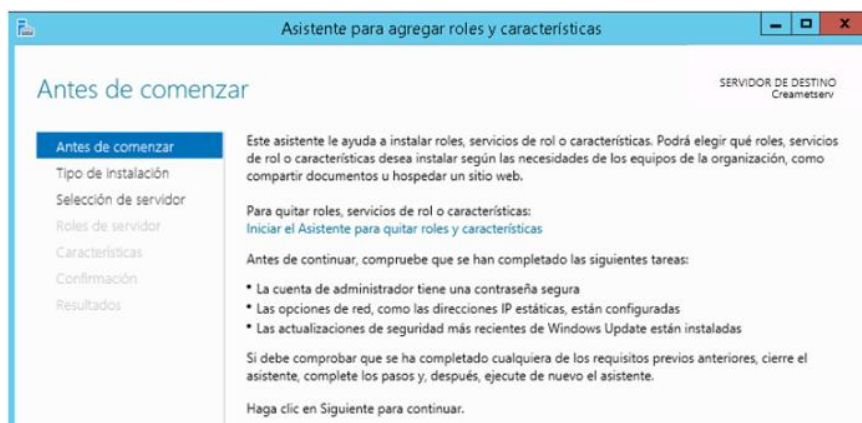 Asistente para agregar roles y características
Antes de comenzar
SERVIDOR DE DESTINO
Creametserv
Antes de comenzar
Tipo de instalación
Selección de servidor
Roles de servidor
Características
Confirmación
Resultados
Este asistente le ayuda a instalar roles, servicios de rol o características. Podrá elegir qué roles, servicios
de rol o características desea instalar según las necesidades de los equipos de la organización, como
compartir documentos u hospedar un sitio web.
Para quitar roles, servicios de rol o características:
Iniciar el Asistente para quitar roles y características
Antes de continuar, compruebe que se han completado las siguientes tareas:
• La cuenta de administrador tiene una contraseña segura
• Las opciones de red, como las direcciones IP estáticas, están configuradas
• Las actualizaciones de seguridad más recientes de Windows Update están instaladas
Si debe comprobar que se ha completado cualquiera de los requisitos previos anteriores, cierre el
asistente, complete los pasos y, después, ejecute de nuevo el asistente.
Haga clic en Siguiente para continuar.